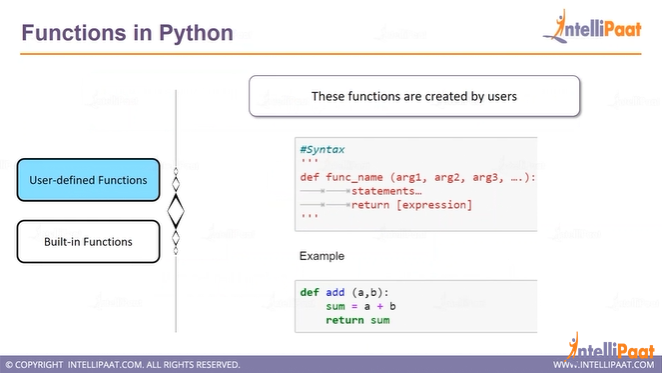 Functions in Python
IntelliPaat
These functions are created by users
User-defined Functions
Built-in Functions
#Syntax
'''
def func_name (arg1, arg2, arg3, ….):
statements…
return [expression]
'''
Example
def add (a,b):
sum = a + b
return sum
IntelliPaat
© COPYRIGHT INTELLIPAAT.COM. ALL RIGHTS RESERVED.
WWW.INTELLIPAAT.COM